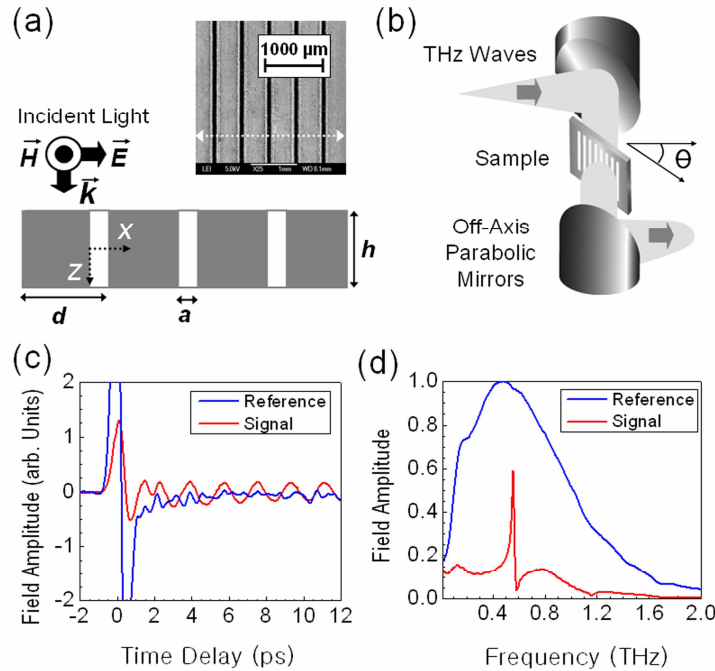 (a)
1000 µm
LEI 5.0kV X25 1mm WD 8.1mm
Incident Light
H E
k
x
z
h
d
a
(b)
THz Waves
Sample
θ
Off-Axis
Parabolic
Mirrors
(c)
Field Amplitude (arb. Units)
2
1
0
-1
-2
Reference
Signal
-2 0 2 4 6 8 10 12
Time Delay (ps)
(d)
Field Amplitude
1.0
0.8
0.6
0.4
0.2
0.0
Reference
Signal
0.4 0.8 1.2 1.6 2.0
Frequency (THz)